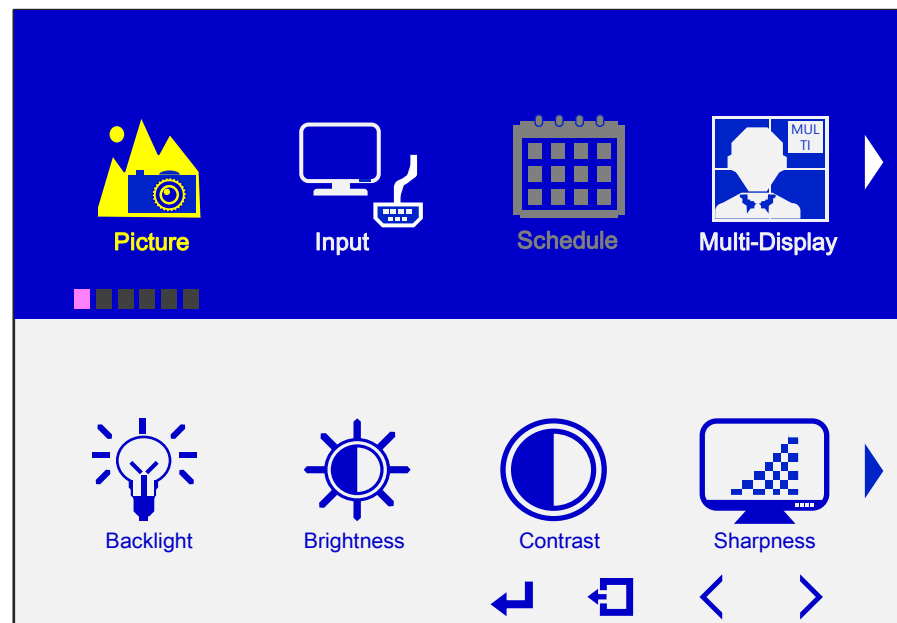 MUL
TI
Picture
Input
Schedule
Multi-Display
Backlight
Brightness
Contrast
Sharpness